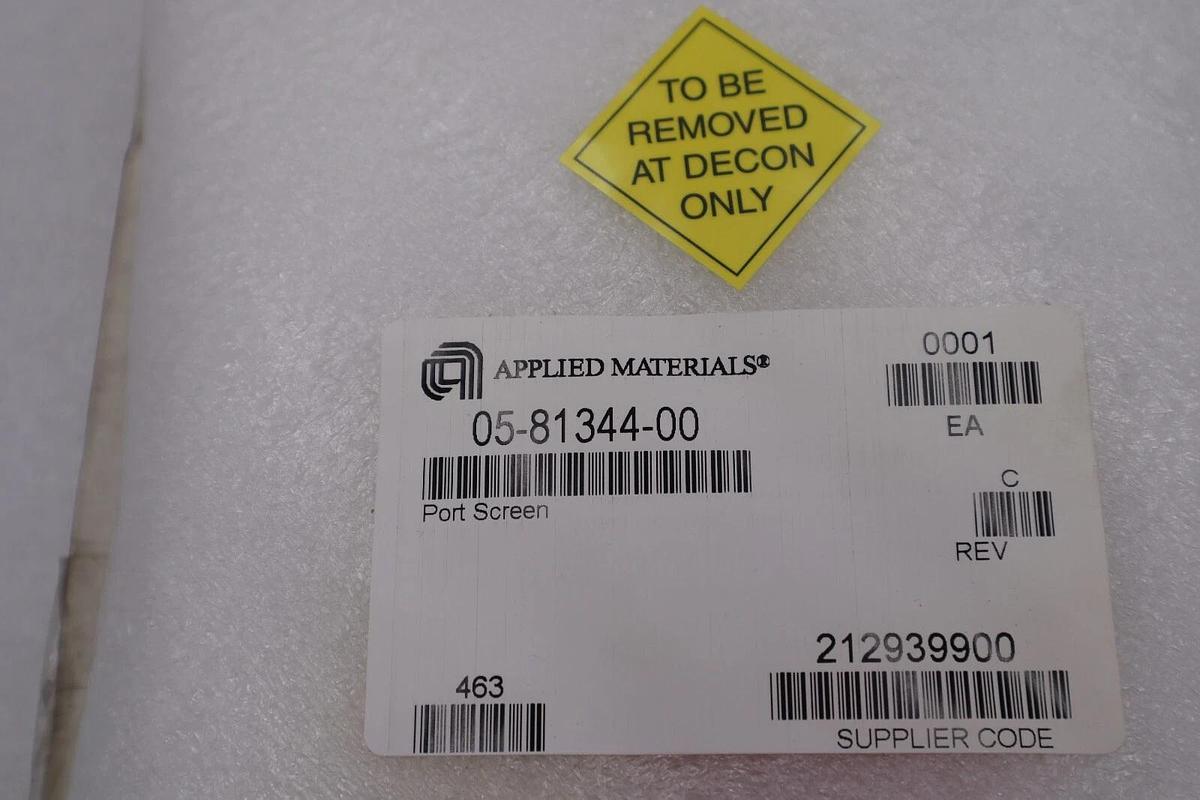 TO BE
REMOVED
AT DECON
ONLY
APPLIED MATERIALS®
0001
EA
05-81344-00
Port Screen
C
REV
212939900
SUPPLIER CODE
463